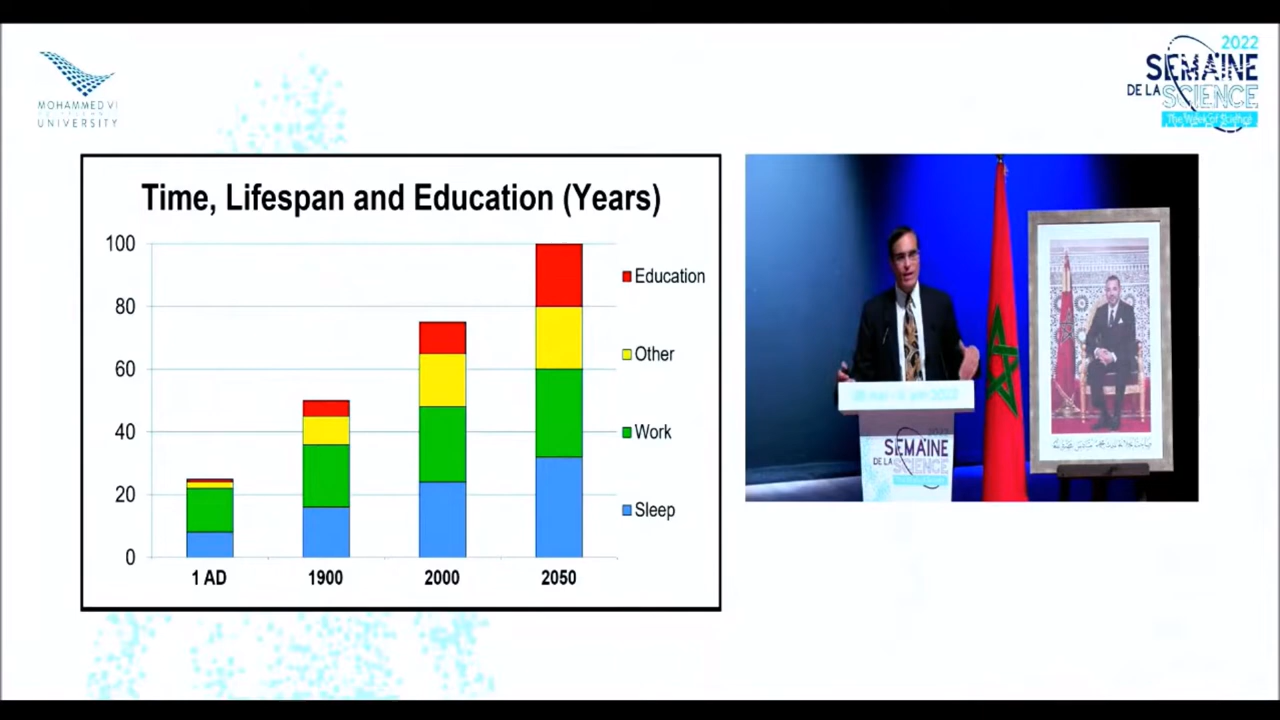 MOHAMMED VI
UNIVERSITY
2022
SEMAINE
DE LA SCIENCE
The Week of Science
Time, Lifespan and Education (Years)
100
80
60
40
20
0
1 AD
1900
2000
2050
Education
Other
Work
Sleep
2022
SEMAINE
DE LA SCIENCE